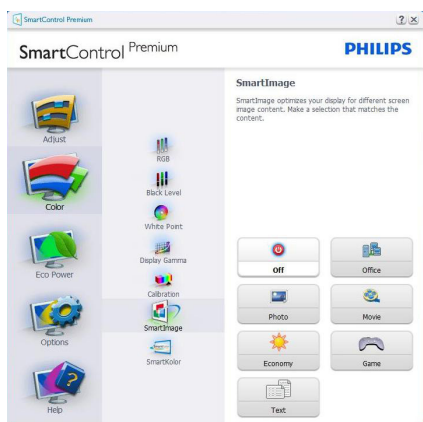 SmartControl Premium
SmartControl Premium
PHILIPS
Adjust
Color
Eco Power
Options
Help
RGB
Black Level
White Point
Display Gamma
Calibration
SmartImage
SmartKolor
SmartImage
SmartImage optimizes your display for different screen
image content. Make a selection that matches the
content.
Off
Office
Photo
Movie
Economy
Game
Text